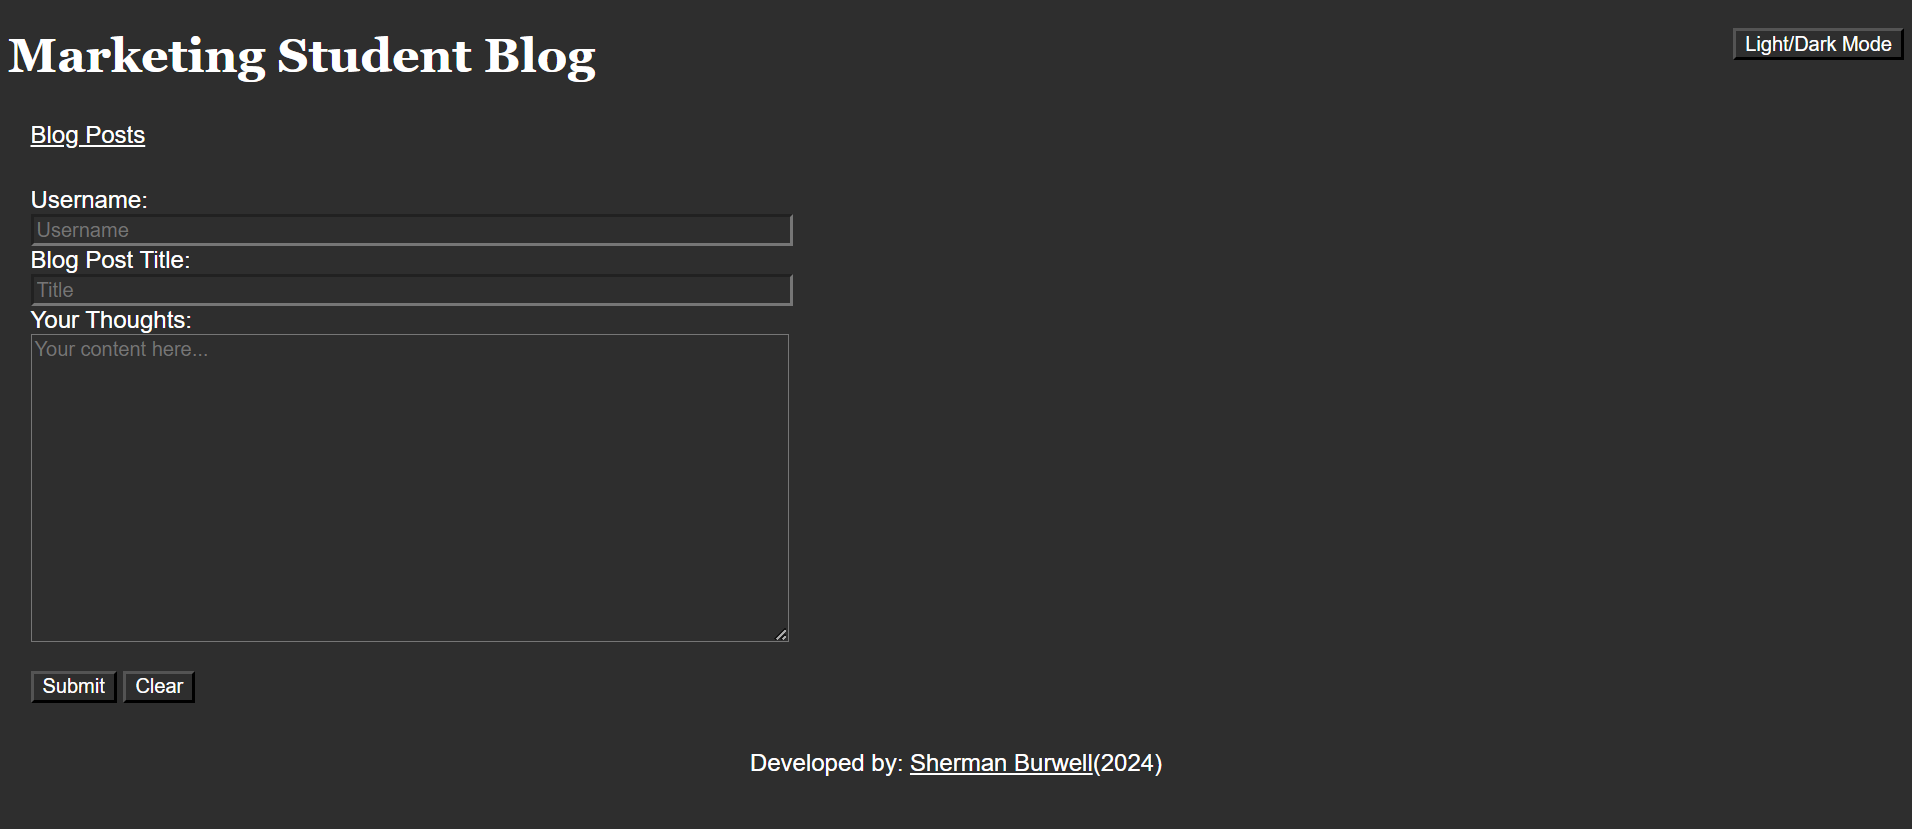 Marketing Student Blog
Light/Dark Mode
Blog Posts
Username:
Username
Blog Post Title:
Title
Your Thoughts:
Your content here...
Submit Clear
Developed by: Sherman Burwell(2024)